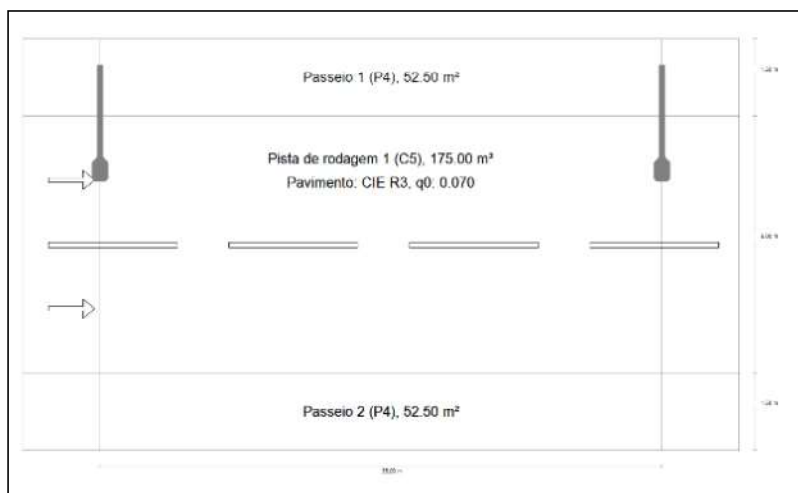 Passeio 1 (P4), 52.50 m²
Pista de rodagem 1 (C5), 175.00 m²
Pavimento: CIE R3, q0: 0.070
Passeio 2 (P4), 52.50 m²